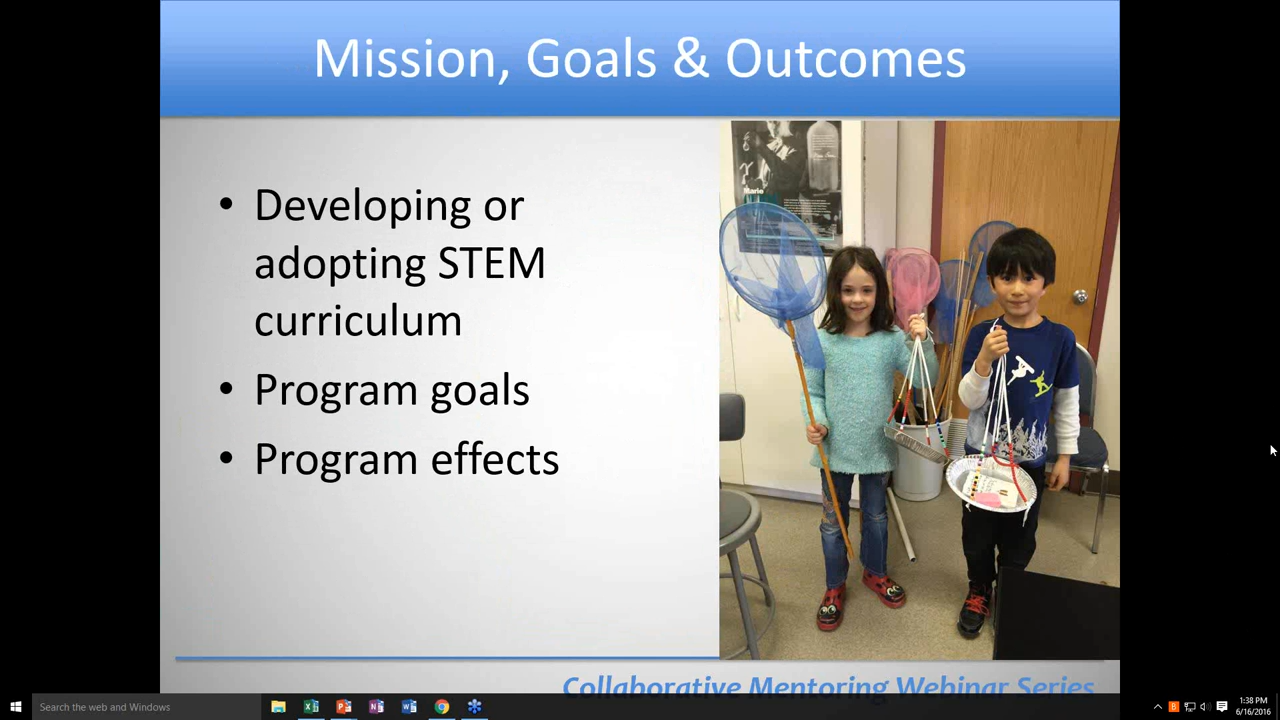 Mission, Goals & Outcomes
• Developing or
adopting STEM
curriculum
• Program goals
• Program effects
Marie
Collaborative Mentoring Webinar Series
Search the web and Windows
1:38 PM
6/16/2016